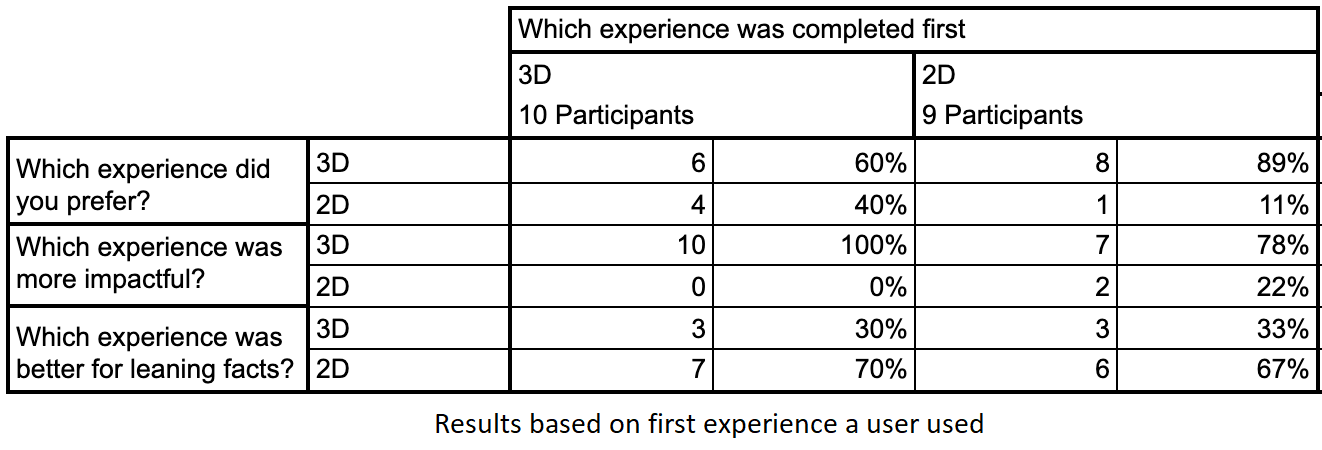 Which experience was completed first
3D 2D
10 Participants 9 Participants
Which experience did
you prefer?
3D 6 60% 8 89%
2D 4 40% 1 11%
Which experience was
more impactful?
3D 10 100% 7 78%
2D 0 0% 2 22%
Which experience was
better for leaning facts?
3D 3 30% 3 33%
2D 7 70% 6 67%
Results based on first experience a user used